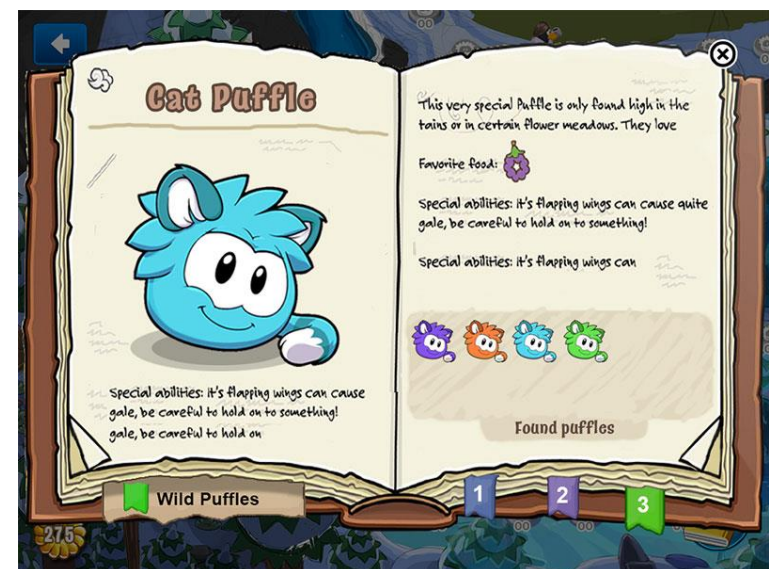 Cat Puffle
Special abilities: it's flapping wings can cause
gale, be careful to hold on to something!
gale, be careful to hold on
Wild Puffles
275
This very special Puffle is only found high in the
tains or in certain flower meadows. They love
Favorite food:
Special abilities: it's flapping wings can cause quite
gale, be careful to hold on to something!
Special abilities: it's flapping wings can
Found puffles
1
2
3
00
00
00